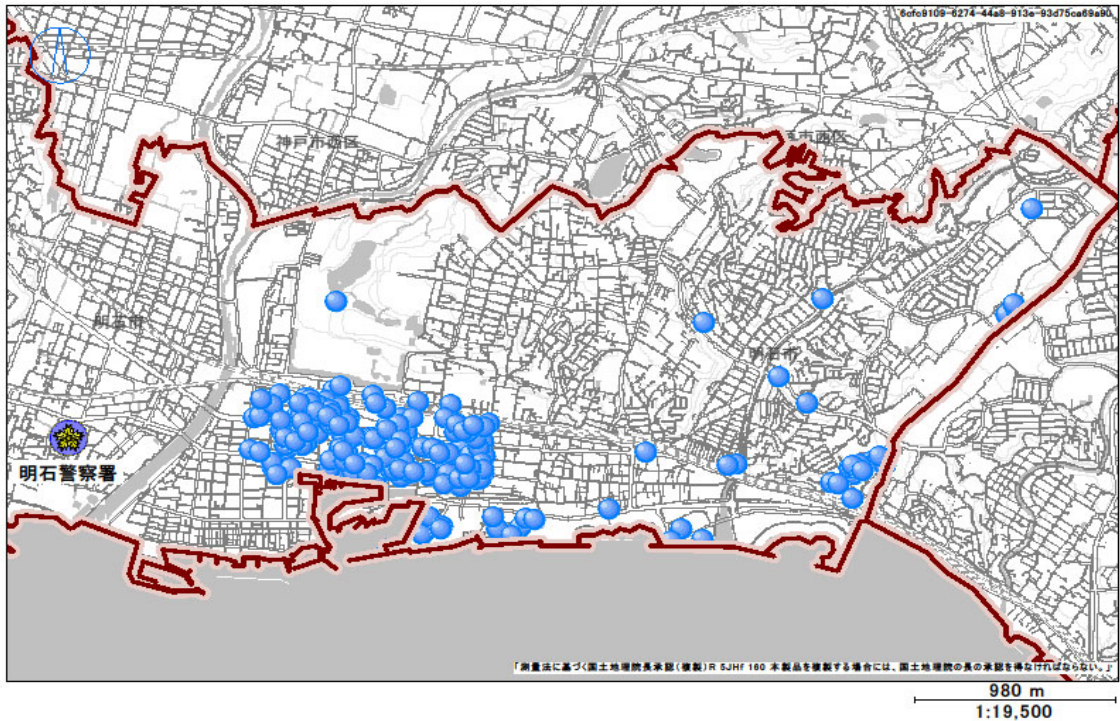 6cfc9109-6274-44a8-913e-93d75ca69a90
神戸市西区
市西区
明石市
明石市
明石警察署
「測量法に基づく国土地理院長承認(複製)R 5JHf 160 本製品を複製する場合には、国土地理院の長の承認を得なければならない。」
980 m
1:19,500